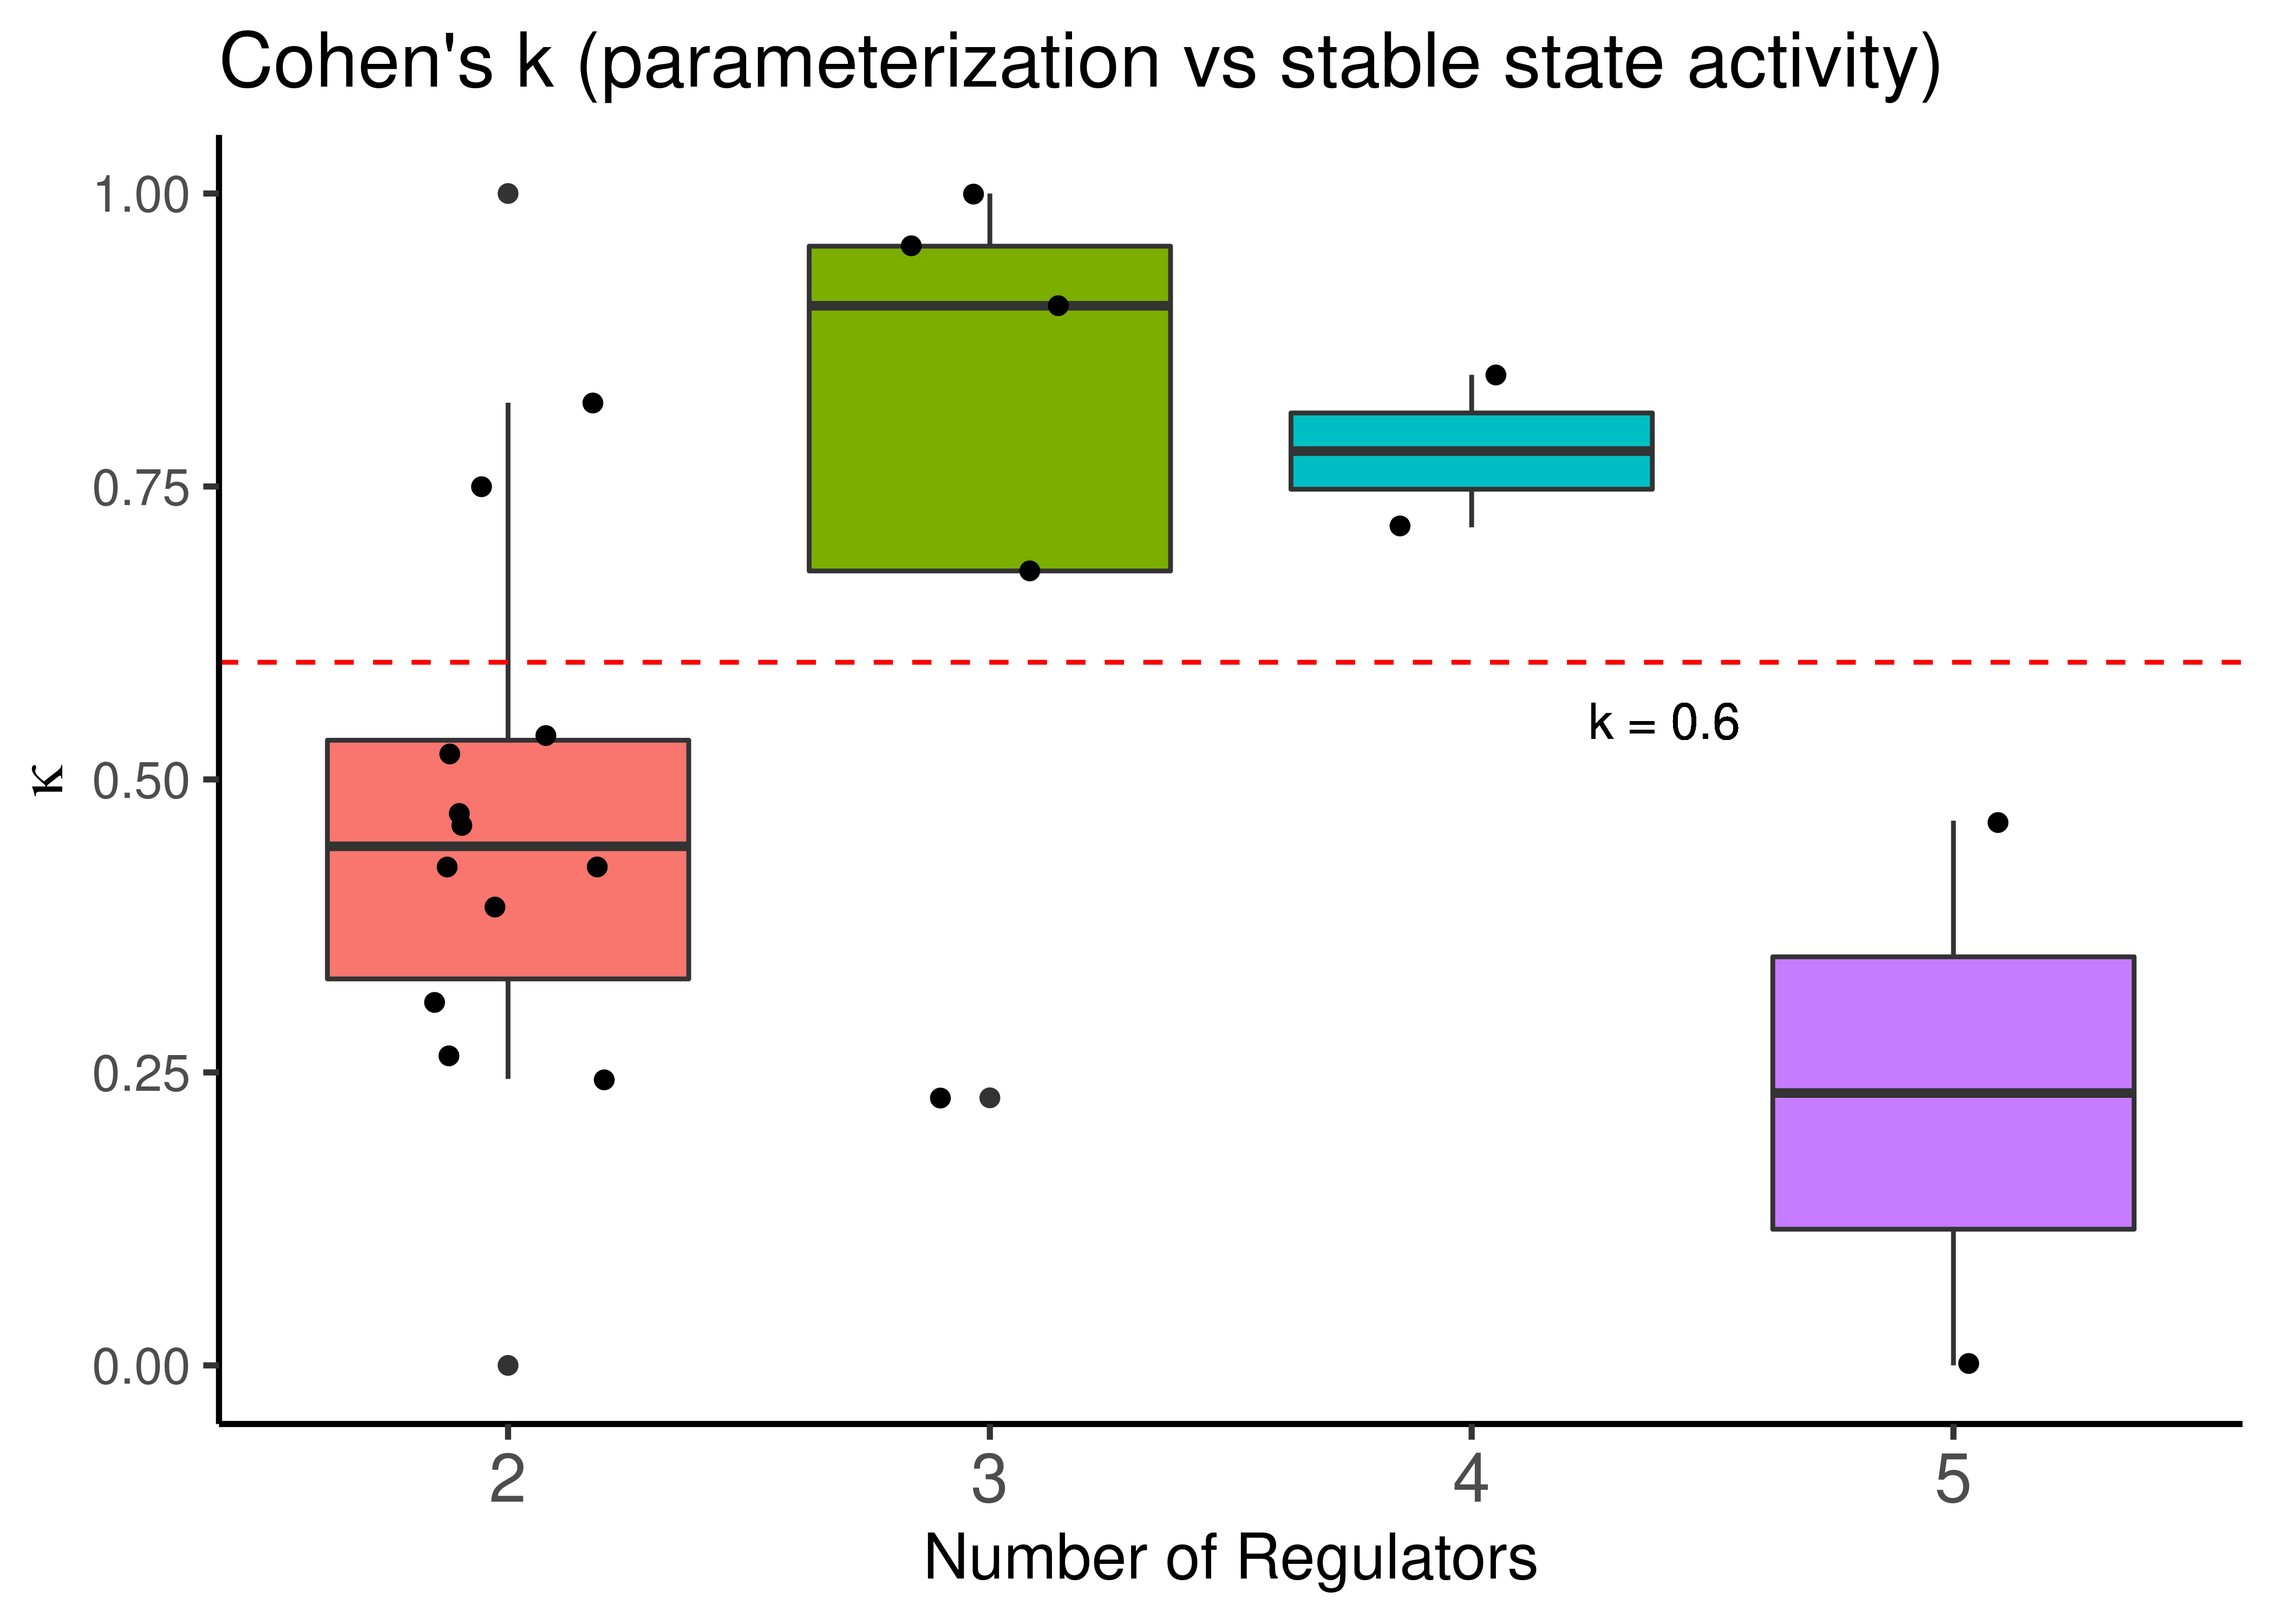 Cohen's k (parameterization vs stable state activity)
1.00
0.75
0.50
0.25
0.00
κ
k = 0.6
2 3 4 5
Number of Regulators